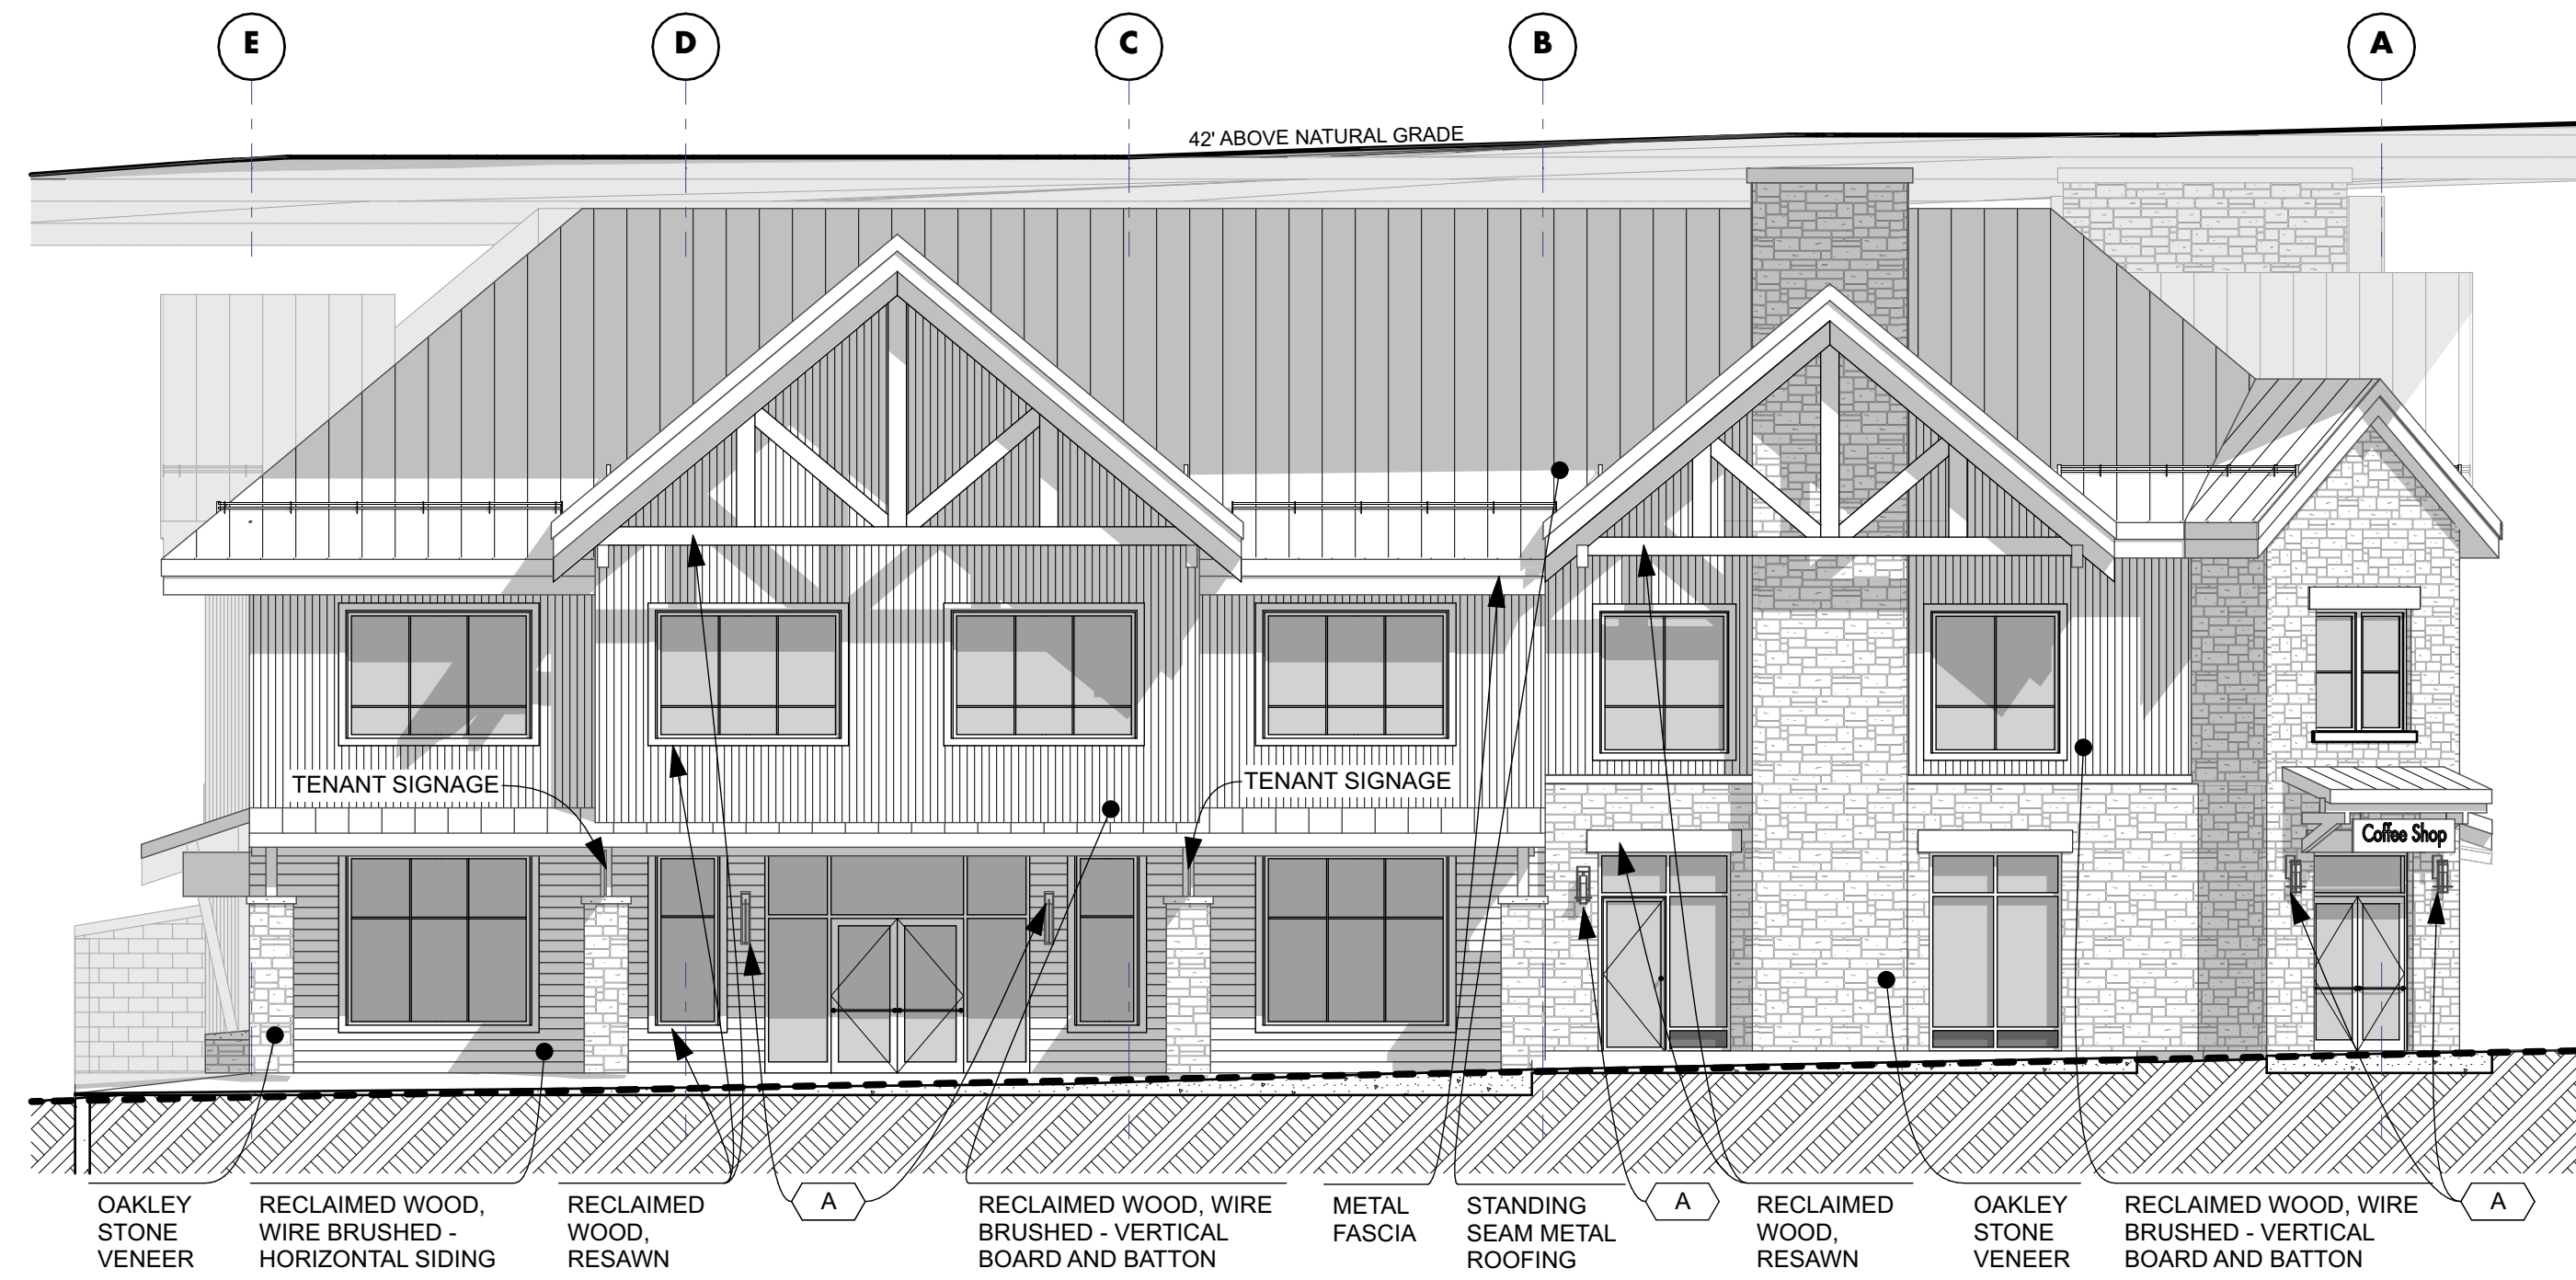 E
D
C
B
A
42' ABOVE NATURAL GRADE
TENANT SIGNAGE
TENANT SIGNAGE
Coffee Shop
OAKLEY
STONE
VENEER
RECLAIMED WOOD,
WIRE BRUSHED -
HORIZONTAL SIDING
RECLAIMED
WOOD,
RESAWN
A
RECLAIMED WOOD, WIRE
BRUSHED - VERTICAL
BOARD AND BATTON
METAL
FASCIA
STANDING
SEAM METAL
ROOFING
A
RECLAIMED
WOOD,
RESAWN
OAKLEY
STONE
VENEER
RECLAIMED WOOD, WIRE
BRUSHED - VERTICAL
BOARD AND BATTON
A